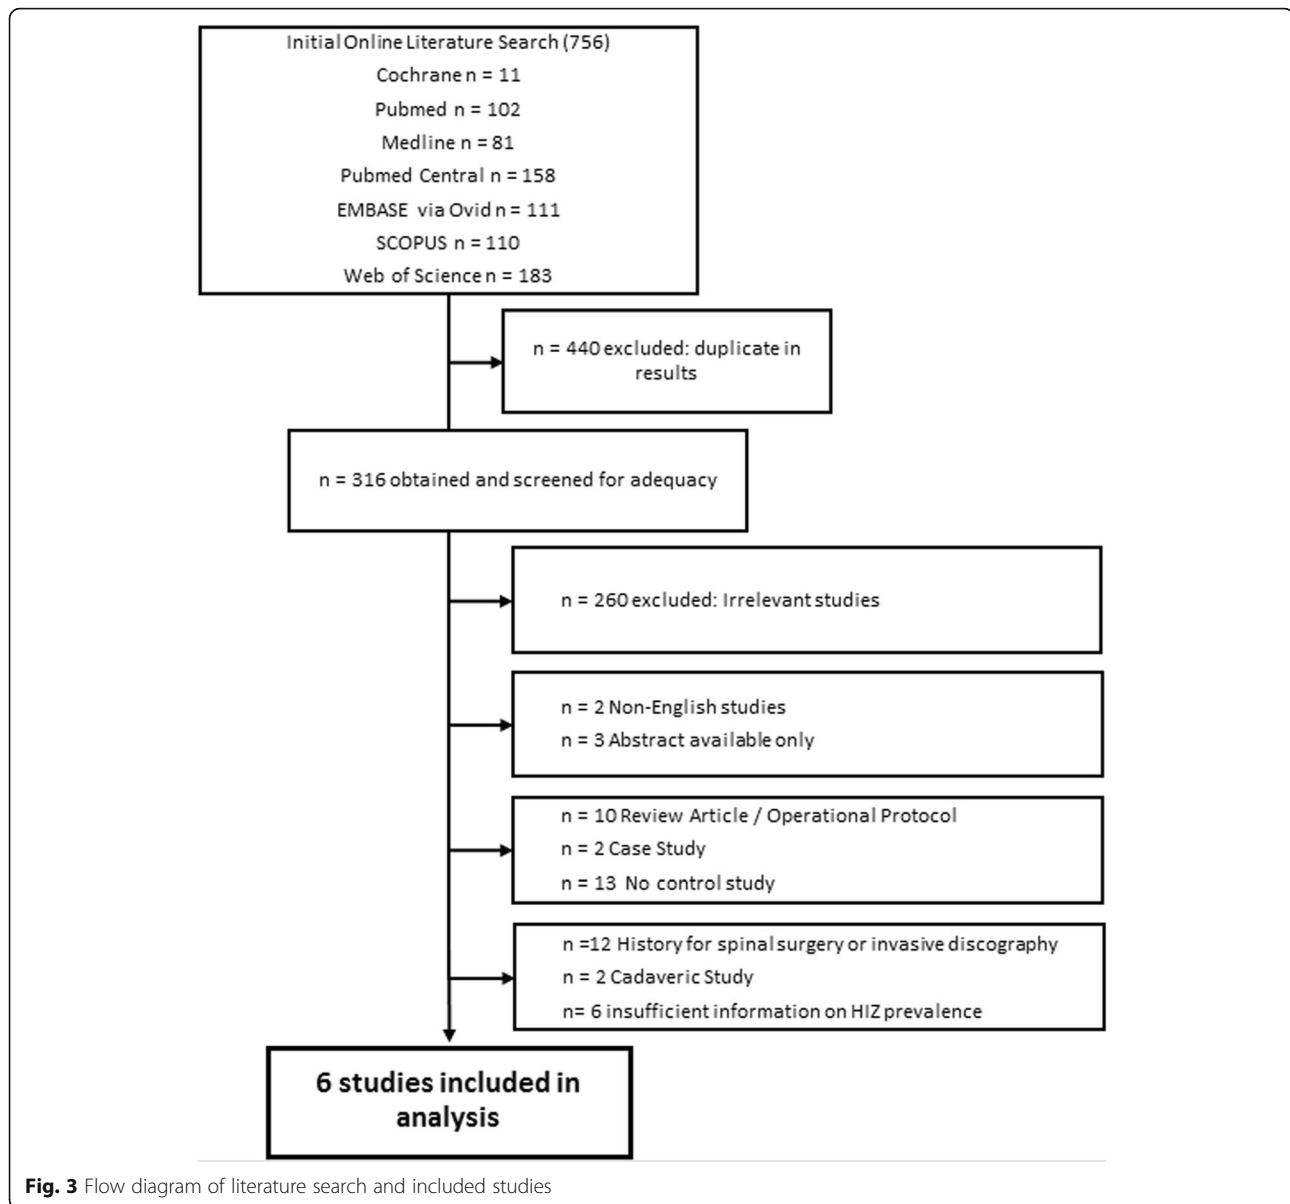 Initial Online Literature Search (756)
Cochrane n = 11
Pubmed n = 102
Medline n = 81
Pubmed Central n = 158
EMBASE via Ovid n = 111
SCOPUS n = 110
Web of Science n = 183
n = 440 excluded: duplicate in
results
n = 316 obtained and screened for adequacy
n = 260 excluded: Irrelevant studies
n = 2 Non-English studies
n = 3 Abstract available only
n = 10 Review Article / Operational Protocol
n = 2 Case Study
n = 13 No control study
n =12 History for spinal surgery or invasive discography
n = 2 Cadaveric Study
n= 6 insufficient information on HIZ prevalence
6 studies included in
analysis
Fig. 3 Flow diagram of literature search and included studies